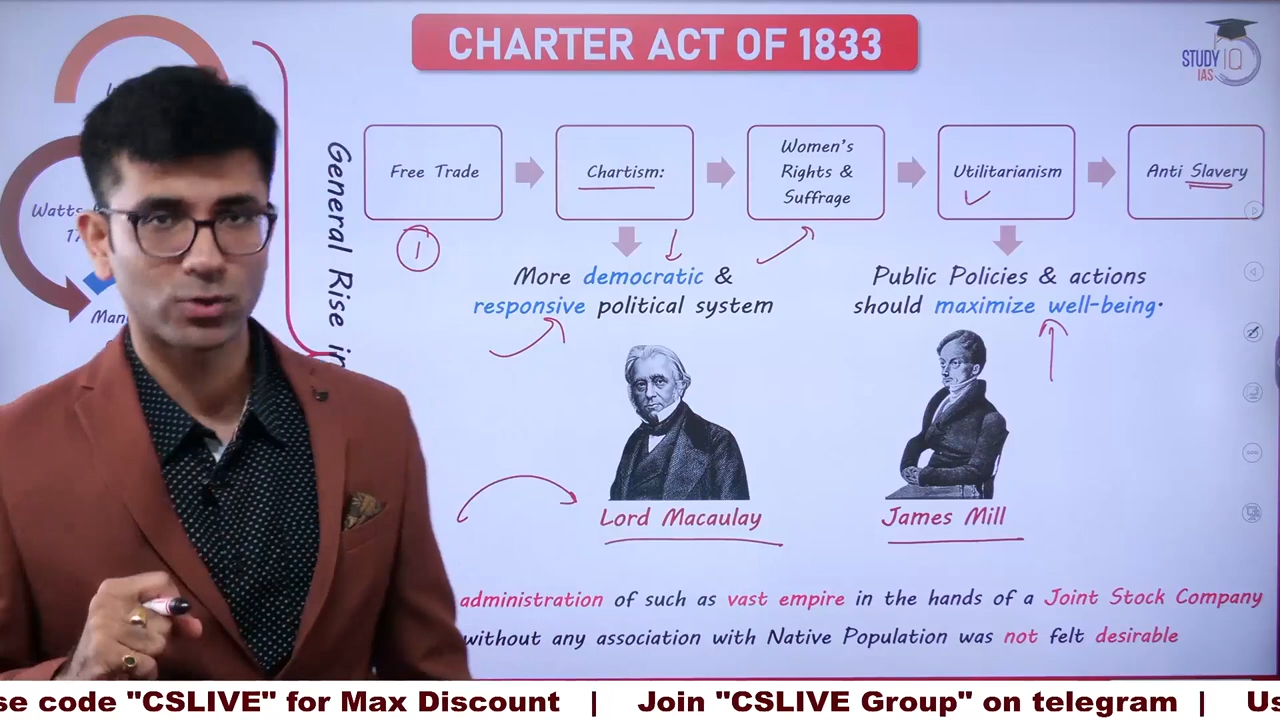 CHARTER ACT OF 1833
STUDY IQ
IAS
General Rise in
Watts
17
Man
Free Trade
Chartism:
Women's
Rights &
Suffrage
Utilitarianism
Anti Slavery
1
More democratic &
responsive political system
Public Policies & actions
should maximize well-being.
Lord Macaulay
James Mill
administration of such as vast empire in the hands of a Joint Stock Company
without any association with Native Population was not felt desirable
se code "CSLIVE" for Max Discount | Join "CSLIVE Group" on telegram | Us